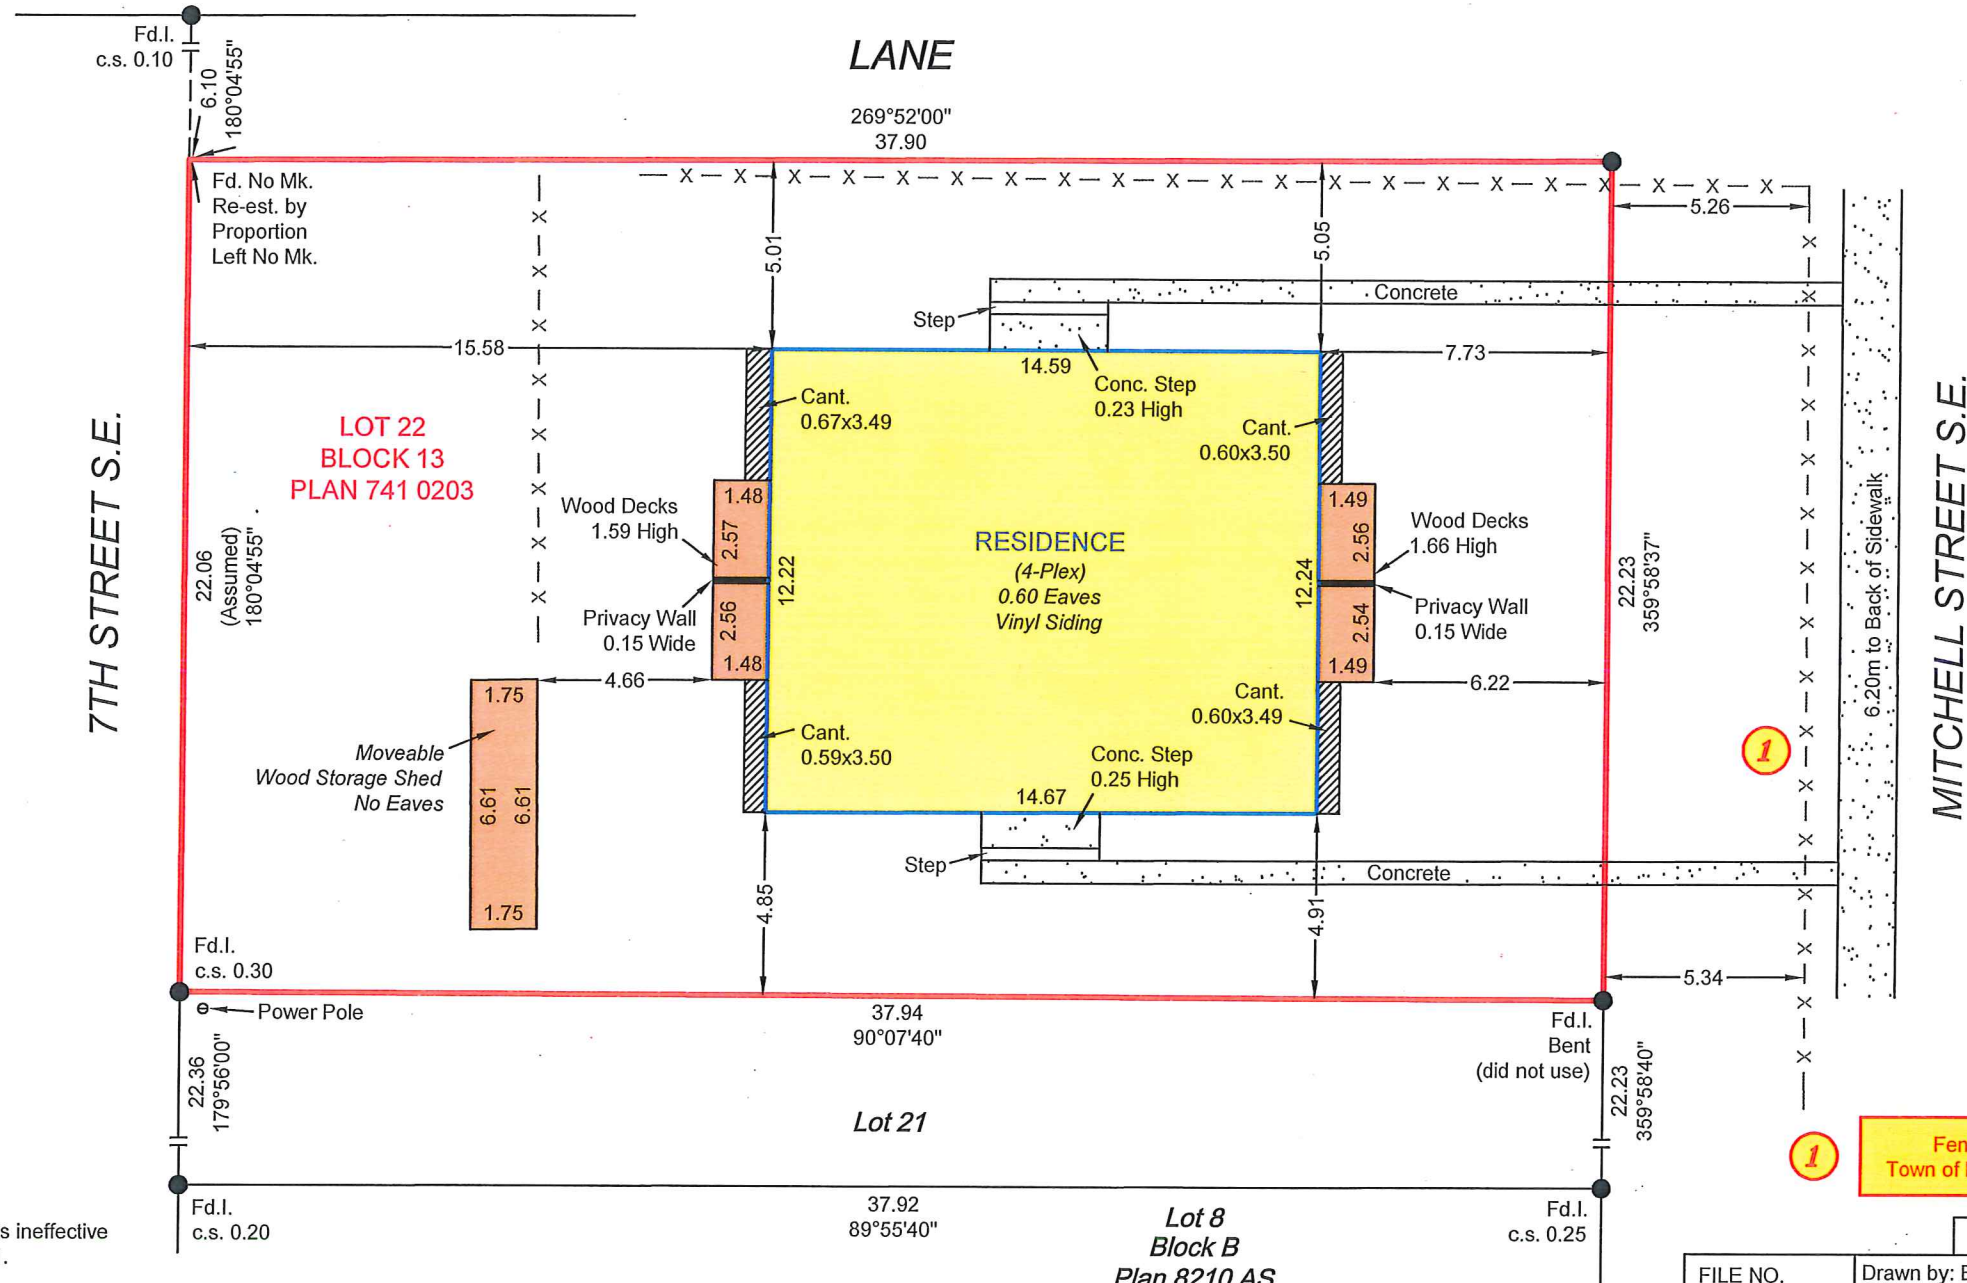 LANE
Fd.I.
c.s. 0.10
6.10
180°04'55"
269°52'00"
37.90
Fd. No Mk.
Re-est. by
Proportion
Left No Mk.
X X X X X X X X X X X X X X X X X X X X X
5.26
5.01
5.05
Concrete
Step
15.58
14.59
7.73
Conc. Step
0.23 High
Cant.
0.67x3.49
Cant.
0.60x3.50
LOT 22
BLOCK 13
PLAN 741 0203
7TH STREET S.E.
MITCHELL STREET S.E.
6.20m to Back of Sidewalk
22.06
(Assumed)
180°04'55"
Wood Decks
1.59 High
1.48
2.57
Privacy Wall
0.15 Wide
2.56
1.48
12.22
RESIDENCE
(4-Plex)
0.60 Eaves
Vinyl Siding
12.24
1.49
2.56
Wood Decks
1.66 High
Privacy Wall
0.15 Wide
2.54
1.49
22.23
359°58'37"
4.66
6.22
1.75
Moveable
Wood Storage Shed
No Eaves
6.61
6.61
1.75
Cant.
0.59x3.50
Cant.
0.60x3.49
Conc. Step
0.25 High
14.67
1
Step
Concrete
4.85
4.91
5.34
Fd.I.
c.s. 0.30
Power Pole
37.94
90°07'40"
Fd.I.
Bent
(did not use)
22.36
179°56'00"
22.23
359°58'40"
Lot 21
1
Fen
Town of
Fd.I.
c.s. 0.20
37.92
89°55'40"
Lot 8
Block B
Plan 8210 AS
Fd.I.
c.s. 0.25
s ineffective
FILE NO.
Drawn by: